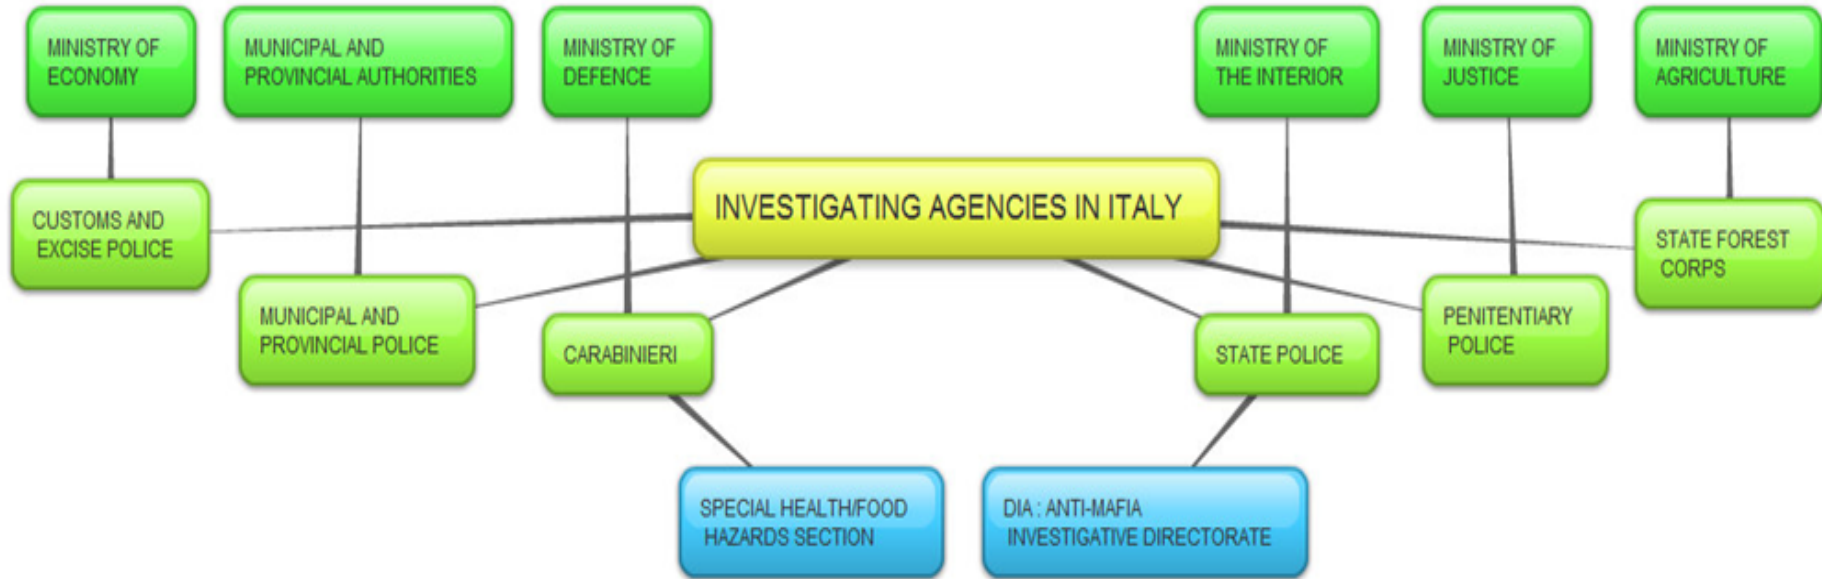 MINISTRY OF
ECONOMY
MUNICIPAL AND
PROVINCIAL AUTHORITIES
MINISTRY OF
DEFENCE
MINISTRY OF
THE INTERIOR
MINISTRY OF
JUSTICE
MINISTRY OF
AGRICULTURE
INVESTIGATING AGENCIES IN ITALY
CUSTOMS AND
EXCISE POLICE
MUNICIPAL AND
PROVINCIAL POLICE
CARABINIERI
STATE POLICE
PENITENTIARY
POLICE
STATE FOREST
CORPS
SPECIAL HEALTH/FOOD
HAZARDS SECTION
DIA : ANTI-MAFIA
INVESTIGATIVE DIRECTORATE